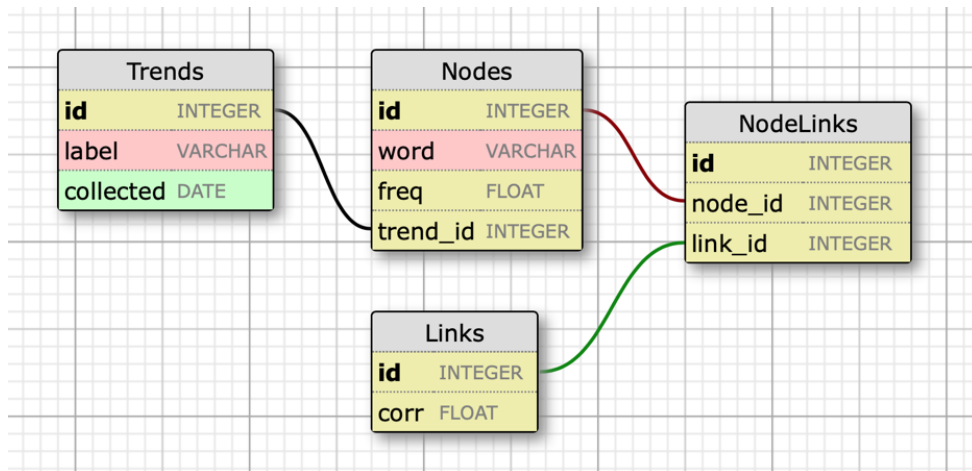 Trends
id INTEGER
label VARCHAR
collected DATE
Nodes
id INTEGER
word VARCHAR
freq FLOAT
trend_id INTEGER
NodeLinks
id INTEGER
node_id INTEGER
link_id INTEGER
Links
id INTEGER
corr FLOAT